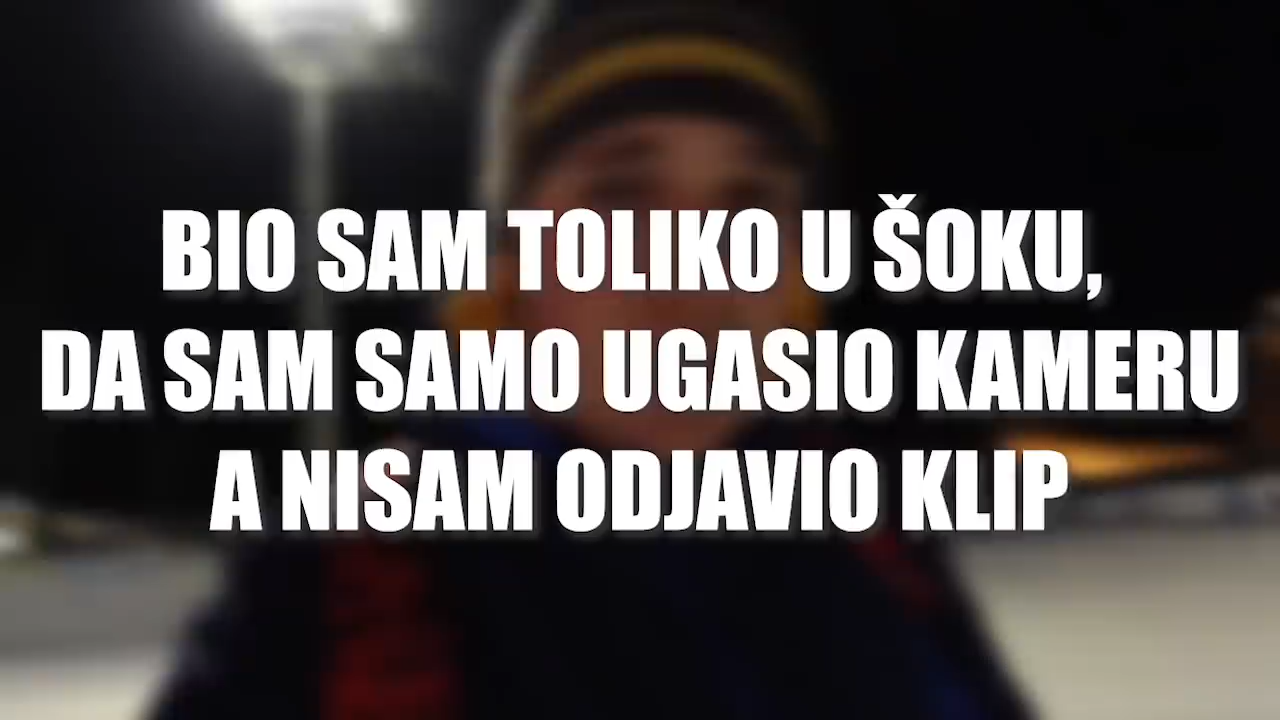 BIO SAM TOLIKO U ŠOKU,
DA SAM SAMO UGASIO KAMERU
A NISAM ODJAVIO KLIP